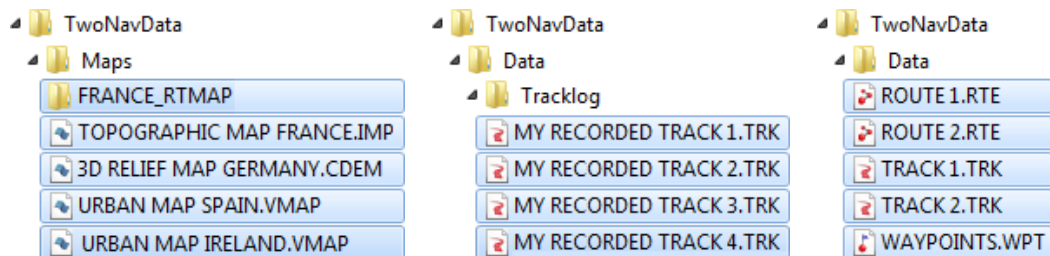 TwoNavData
Maps
FRANCE_RTMAP
TOPOGRAPHIC MAP FRANCE.IMP
3D RELIEF MAP GERMANY.CDEM
URBAN MAP SPAIN.VMAP
URBAN MAP IRELAND.VMAP
TwoNavData
Data
Tracklog
MY RECORDED TRACK 1.TRK
MY RECORDED TRACK 2.TRK
MY RECORDED TRACK 3.TRK
MY RECORDED TRACK 4.TRK
TwoNavData
Data
ROUTE 1.RTE
ROUTE 2.RTE
TRACK 1.TRK
TRACK 2.TRK
WAYPOINTS.WPT